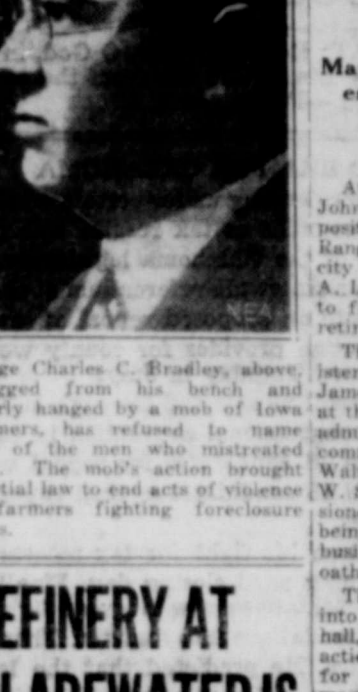 NEA
ge Charles C. Bradley, above,
gged from his bench and
rly hanged by a mob of Iowa
mers, has refused to name
of the men who mistreated
. The mob's action brought
tial law to end acts of violence
farmers fighting foreclosure
s.
EFINERY AT
LADEWATER IS
Ma
e
A
John
posit
Rang
city
A. L
to f
retir
Th
ister
Jam
at th
adm
com
Wal
W. S
sion
bein
busi
oath
Th
into
hall,
acti
for